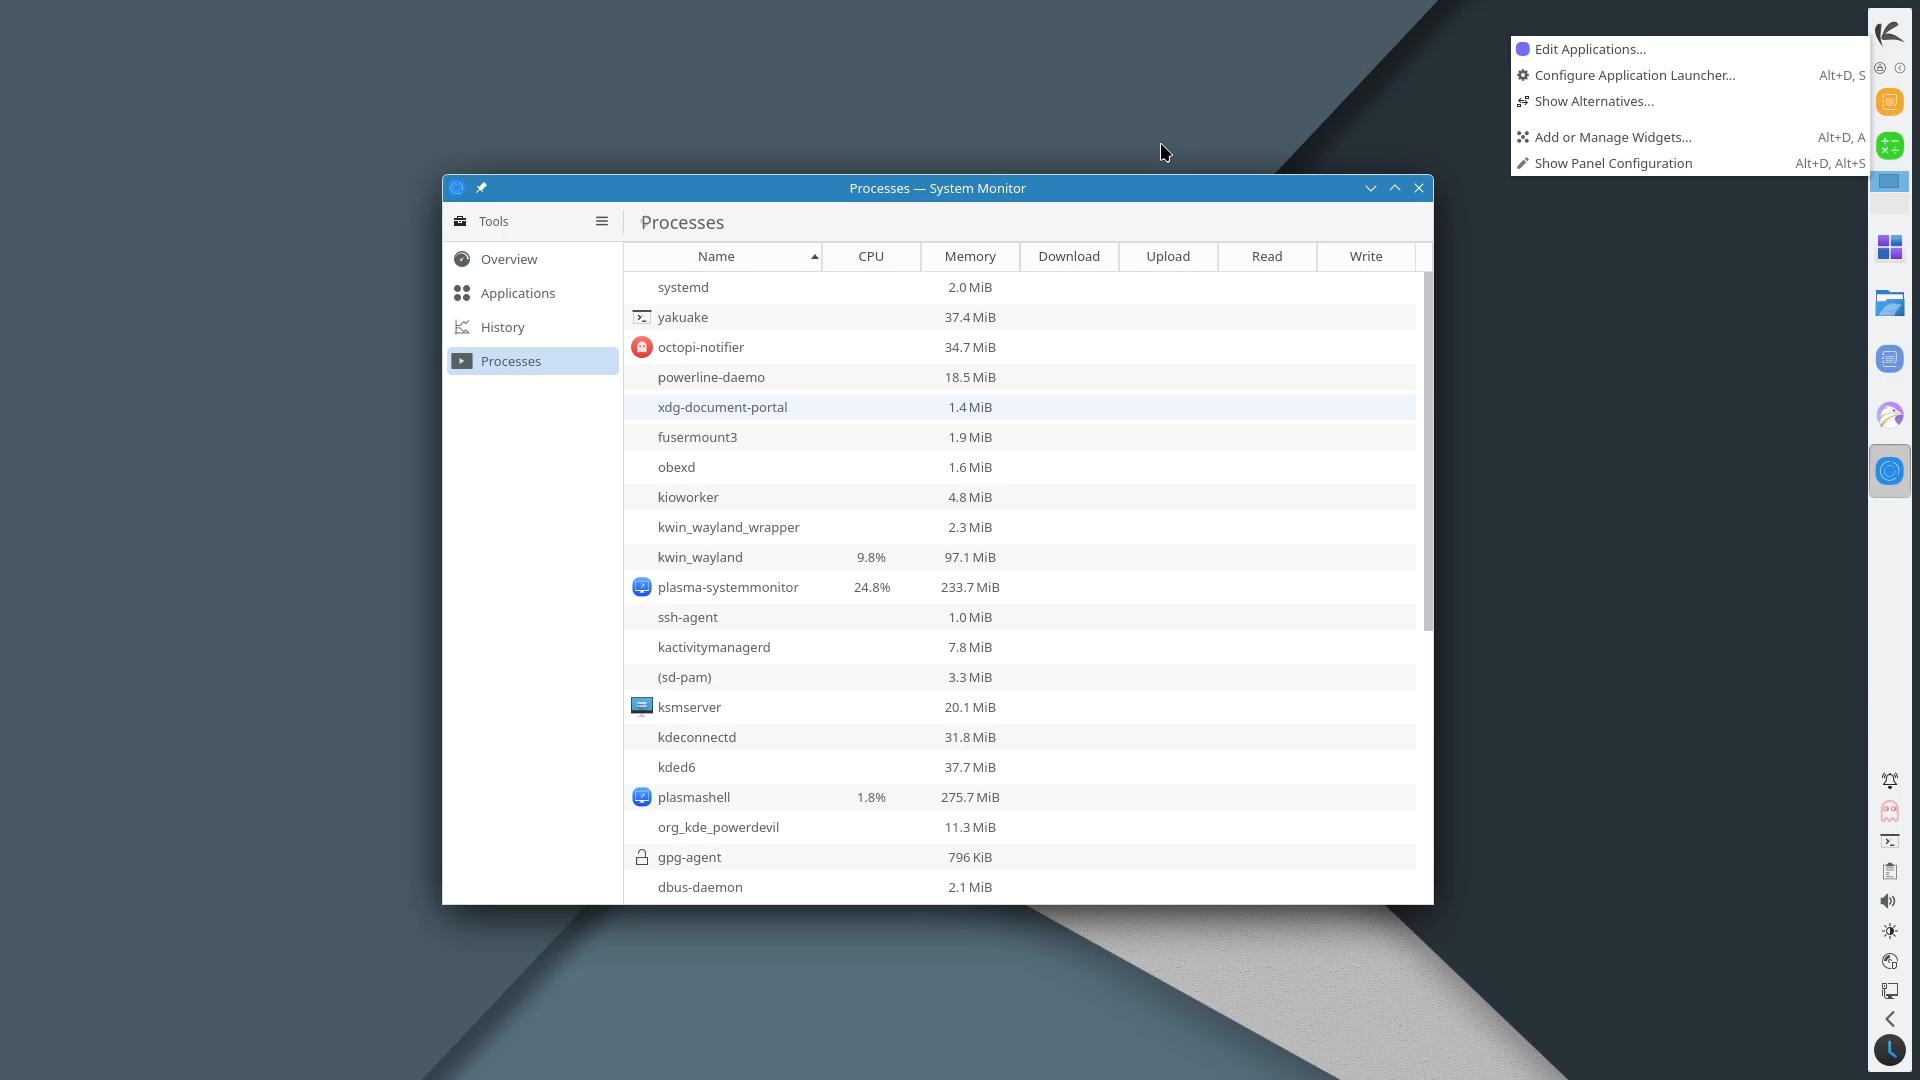 Edit Applications...
Configure Application Launcher... Alt+D, S
Show Alternatives...
Add or Manage Widgets... Alt+D, A
Show Panel Configuration Alt+D, Alt+S
Processes — System Monitor
Tools
Processes
Overview
Applications
History
Processes
Name CPU Memory Download Upload Read Write
systemd 2.0 MiB
yakuake 37.4 MiB
octopi-notifier 34.7 MiB
powerline-daemo 18.5 MiB
xdg-document-portal 1.4 MiB
fusermount3 1.9 MiB
obexd 1.6 MiB
kioworker 4.8 MiB
kwin_wayland_wrapper 2.3 MiB
kwin_wayland 9.8% 97.1 MiB
plasma-systemmonitor 24.8% 233.7 MiB
ssh-agent 1.0 MiB
kactivitymanagerd 7.8 MiB
(sd-pam) 3.3 MiB
ksmserver 20.1 MiB
kdeconnectd 31.8 MiB
kded6 37.7 MiB
plasmashell 1.8% 275.7 MiB
org_kde_powerdevil 11.3 MiB
gpg-agent 796 KiB
dbus-daemon 2.1 MiB